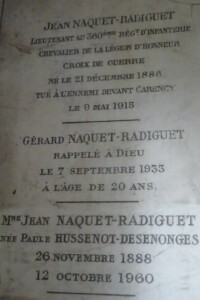 JEAN NAQUET-RADIGUET
LIEUTENANT AU 360ÈME RÉGT D'INFANTERIE
CHEVALIER DE LA LÉGION D'HONNEUR
CROIX DE GUERRE
NÉ LE 21 DÉCEMBRE 1886
TUÉ À L'ENNEMI DEVANT CARENCY
LE 9 MAI 1915
GÉRARD NAQUET-RADIGUET
RAPPELÉ À DIEU
LE 7 SEPTEMBRE 1933
À L'ÂGE DE 20 ANS.
MME JEAN NAQUET-RADIGUET
NÉE PAULE HUSSENOT-DESENONGES
26 NOVEMBRE 1888
12 OCTOBRE 1960